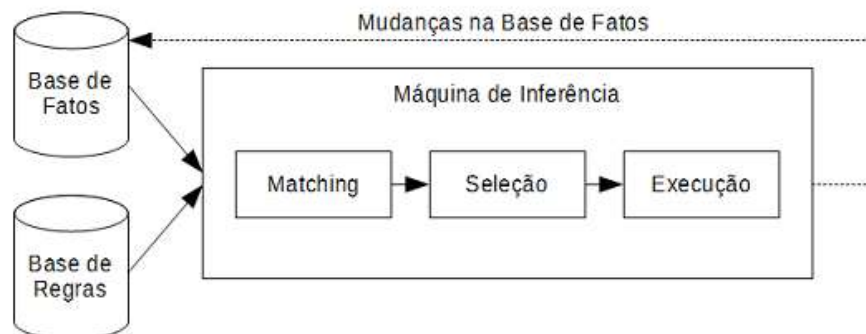 Mudanças na Base de Fatos
Base de
Fatos
Máquina de Inferência
Matching
Seleção
Execução
Base de
Regras